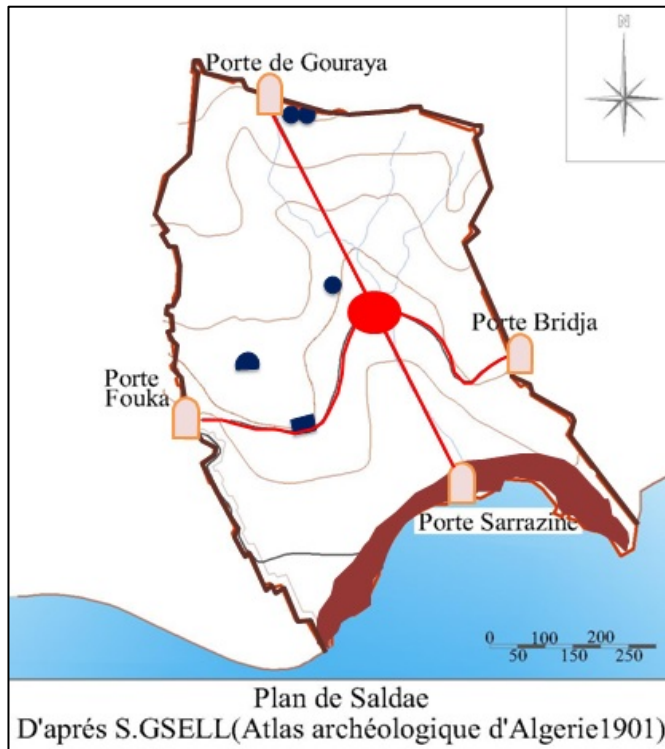 N
Porte de Gouraya
Porte Bridja
Porte
Fouka
Porte Sarrazine
0 100 200
50 150 250
Plan de Saldae
D'aprés S.GSELL(Atlas archéologique d'Algerie1901)